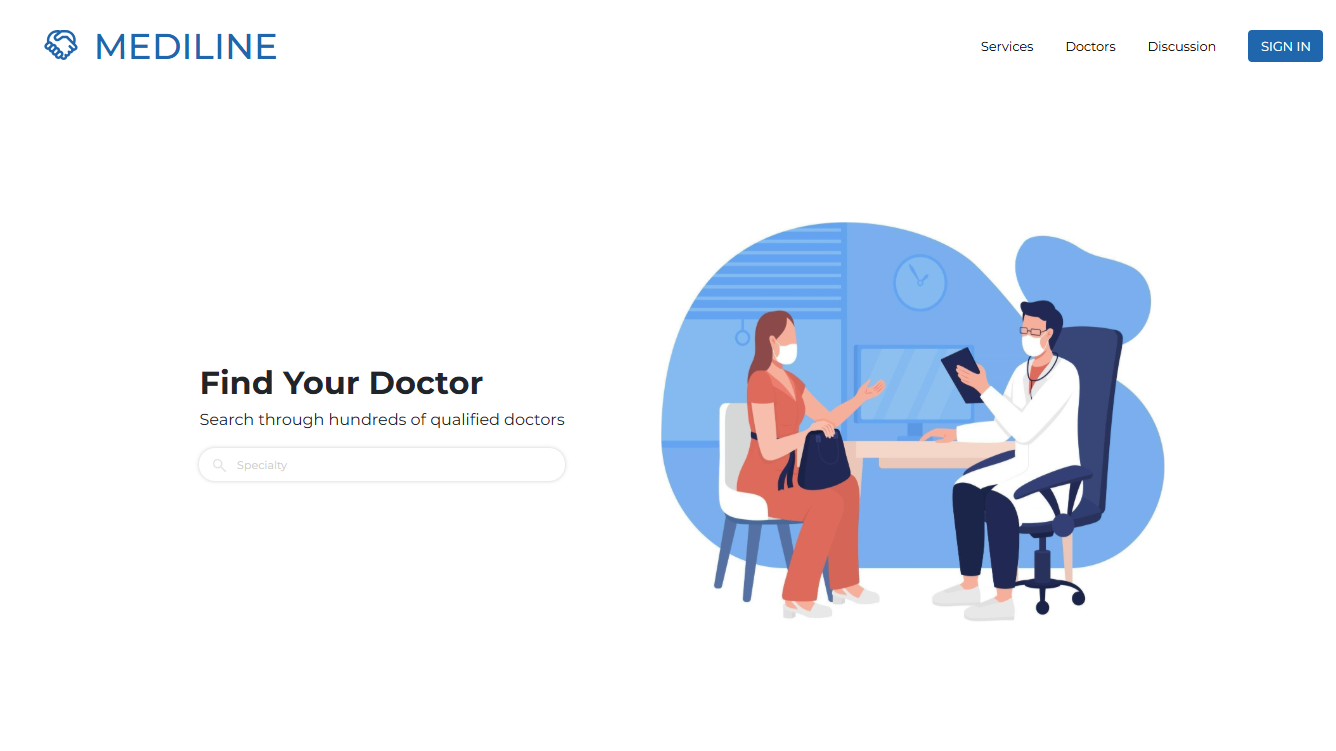 MEDILINE
Services Doctors Discussion SIGN IN
Find Your Doctor
Search through hundreds of qualified doctors
Specialty